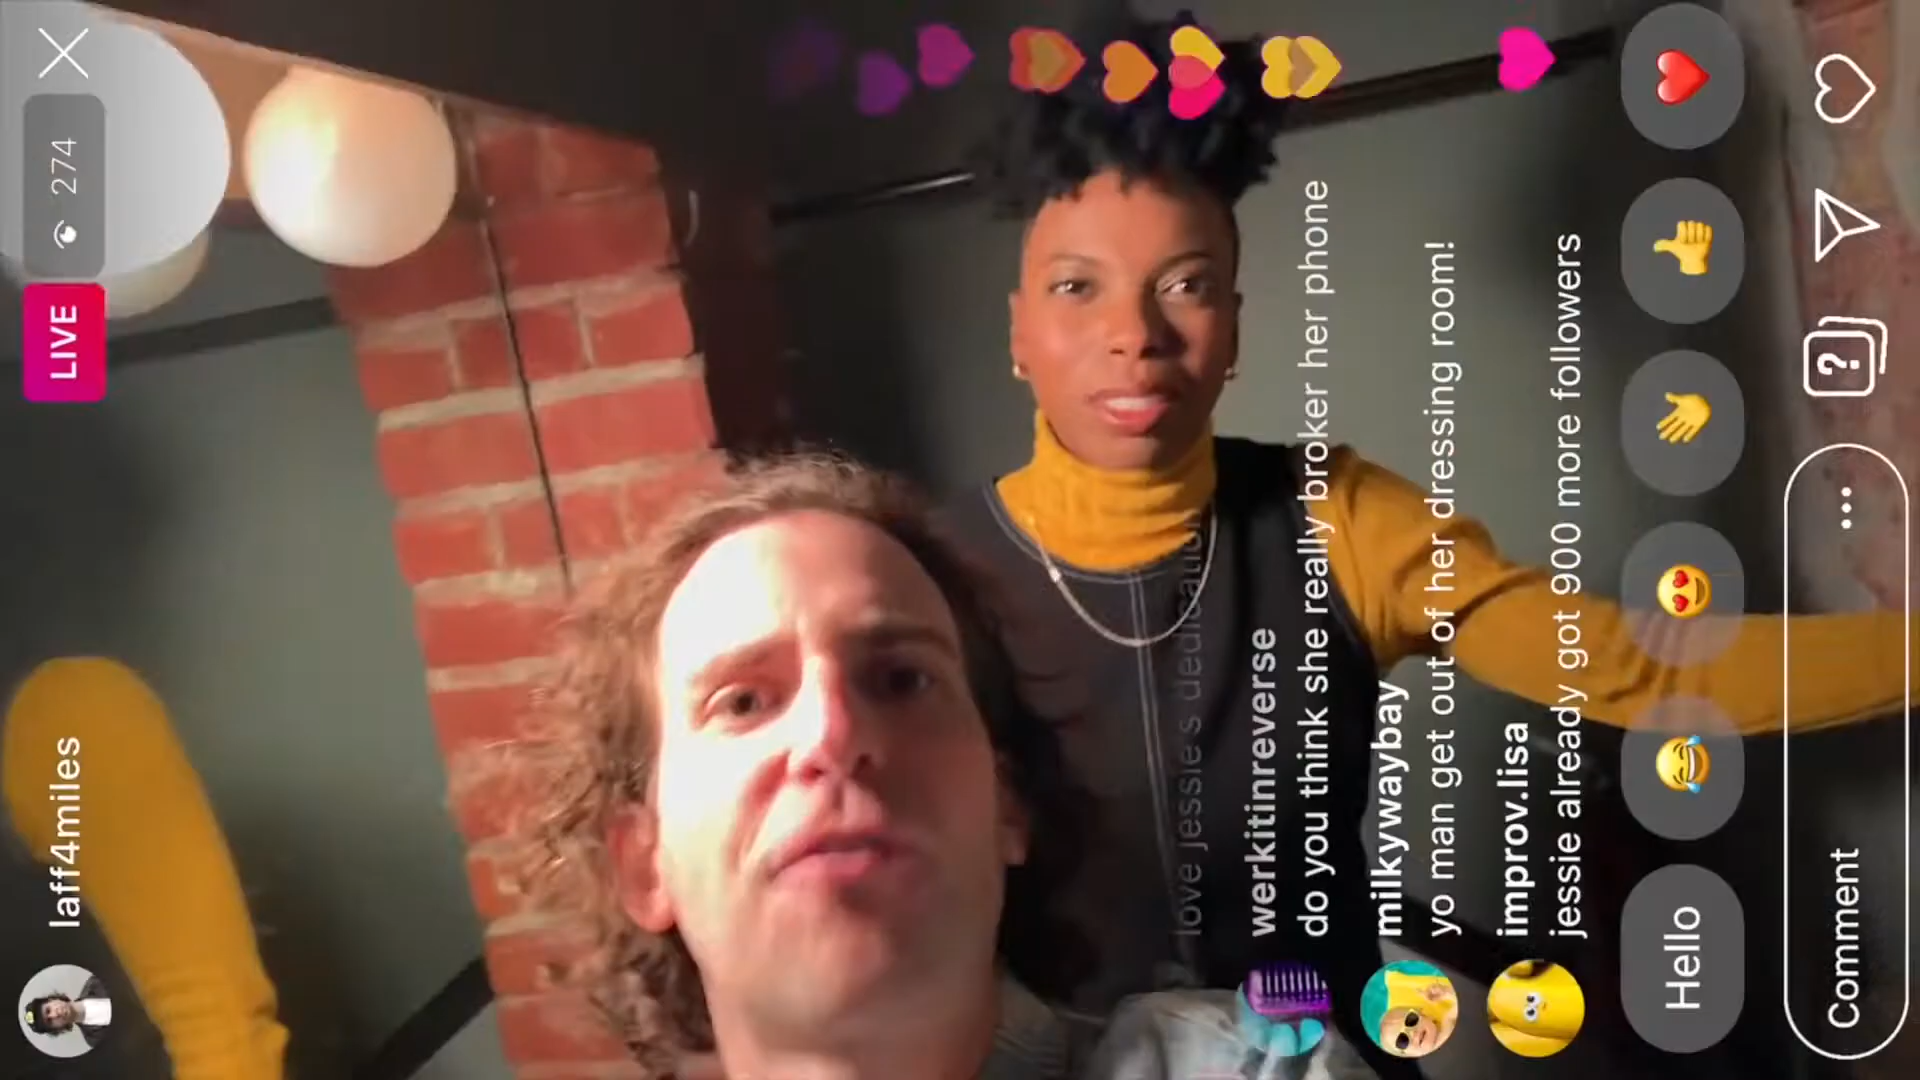 laff4miles
LIVE
274
love jessie's dedication
werkitinreverse
do you think she really broker her phone
milkywaybay
yo man get out of her dressing room!
improv.lisa
jessie already got 900 more followers
Hello
Comment